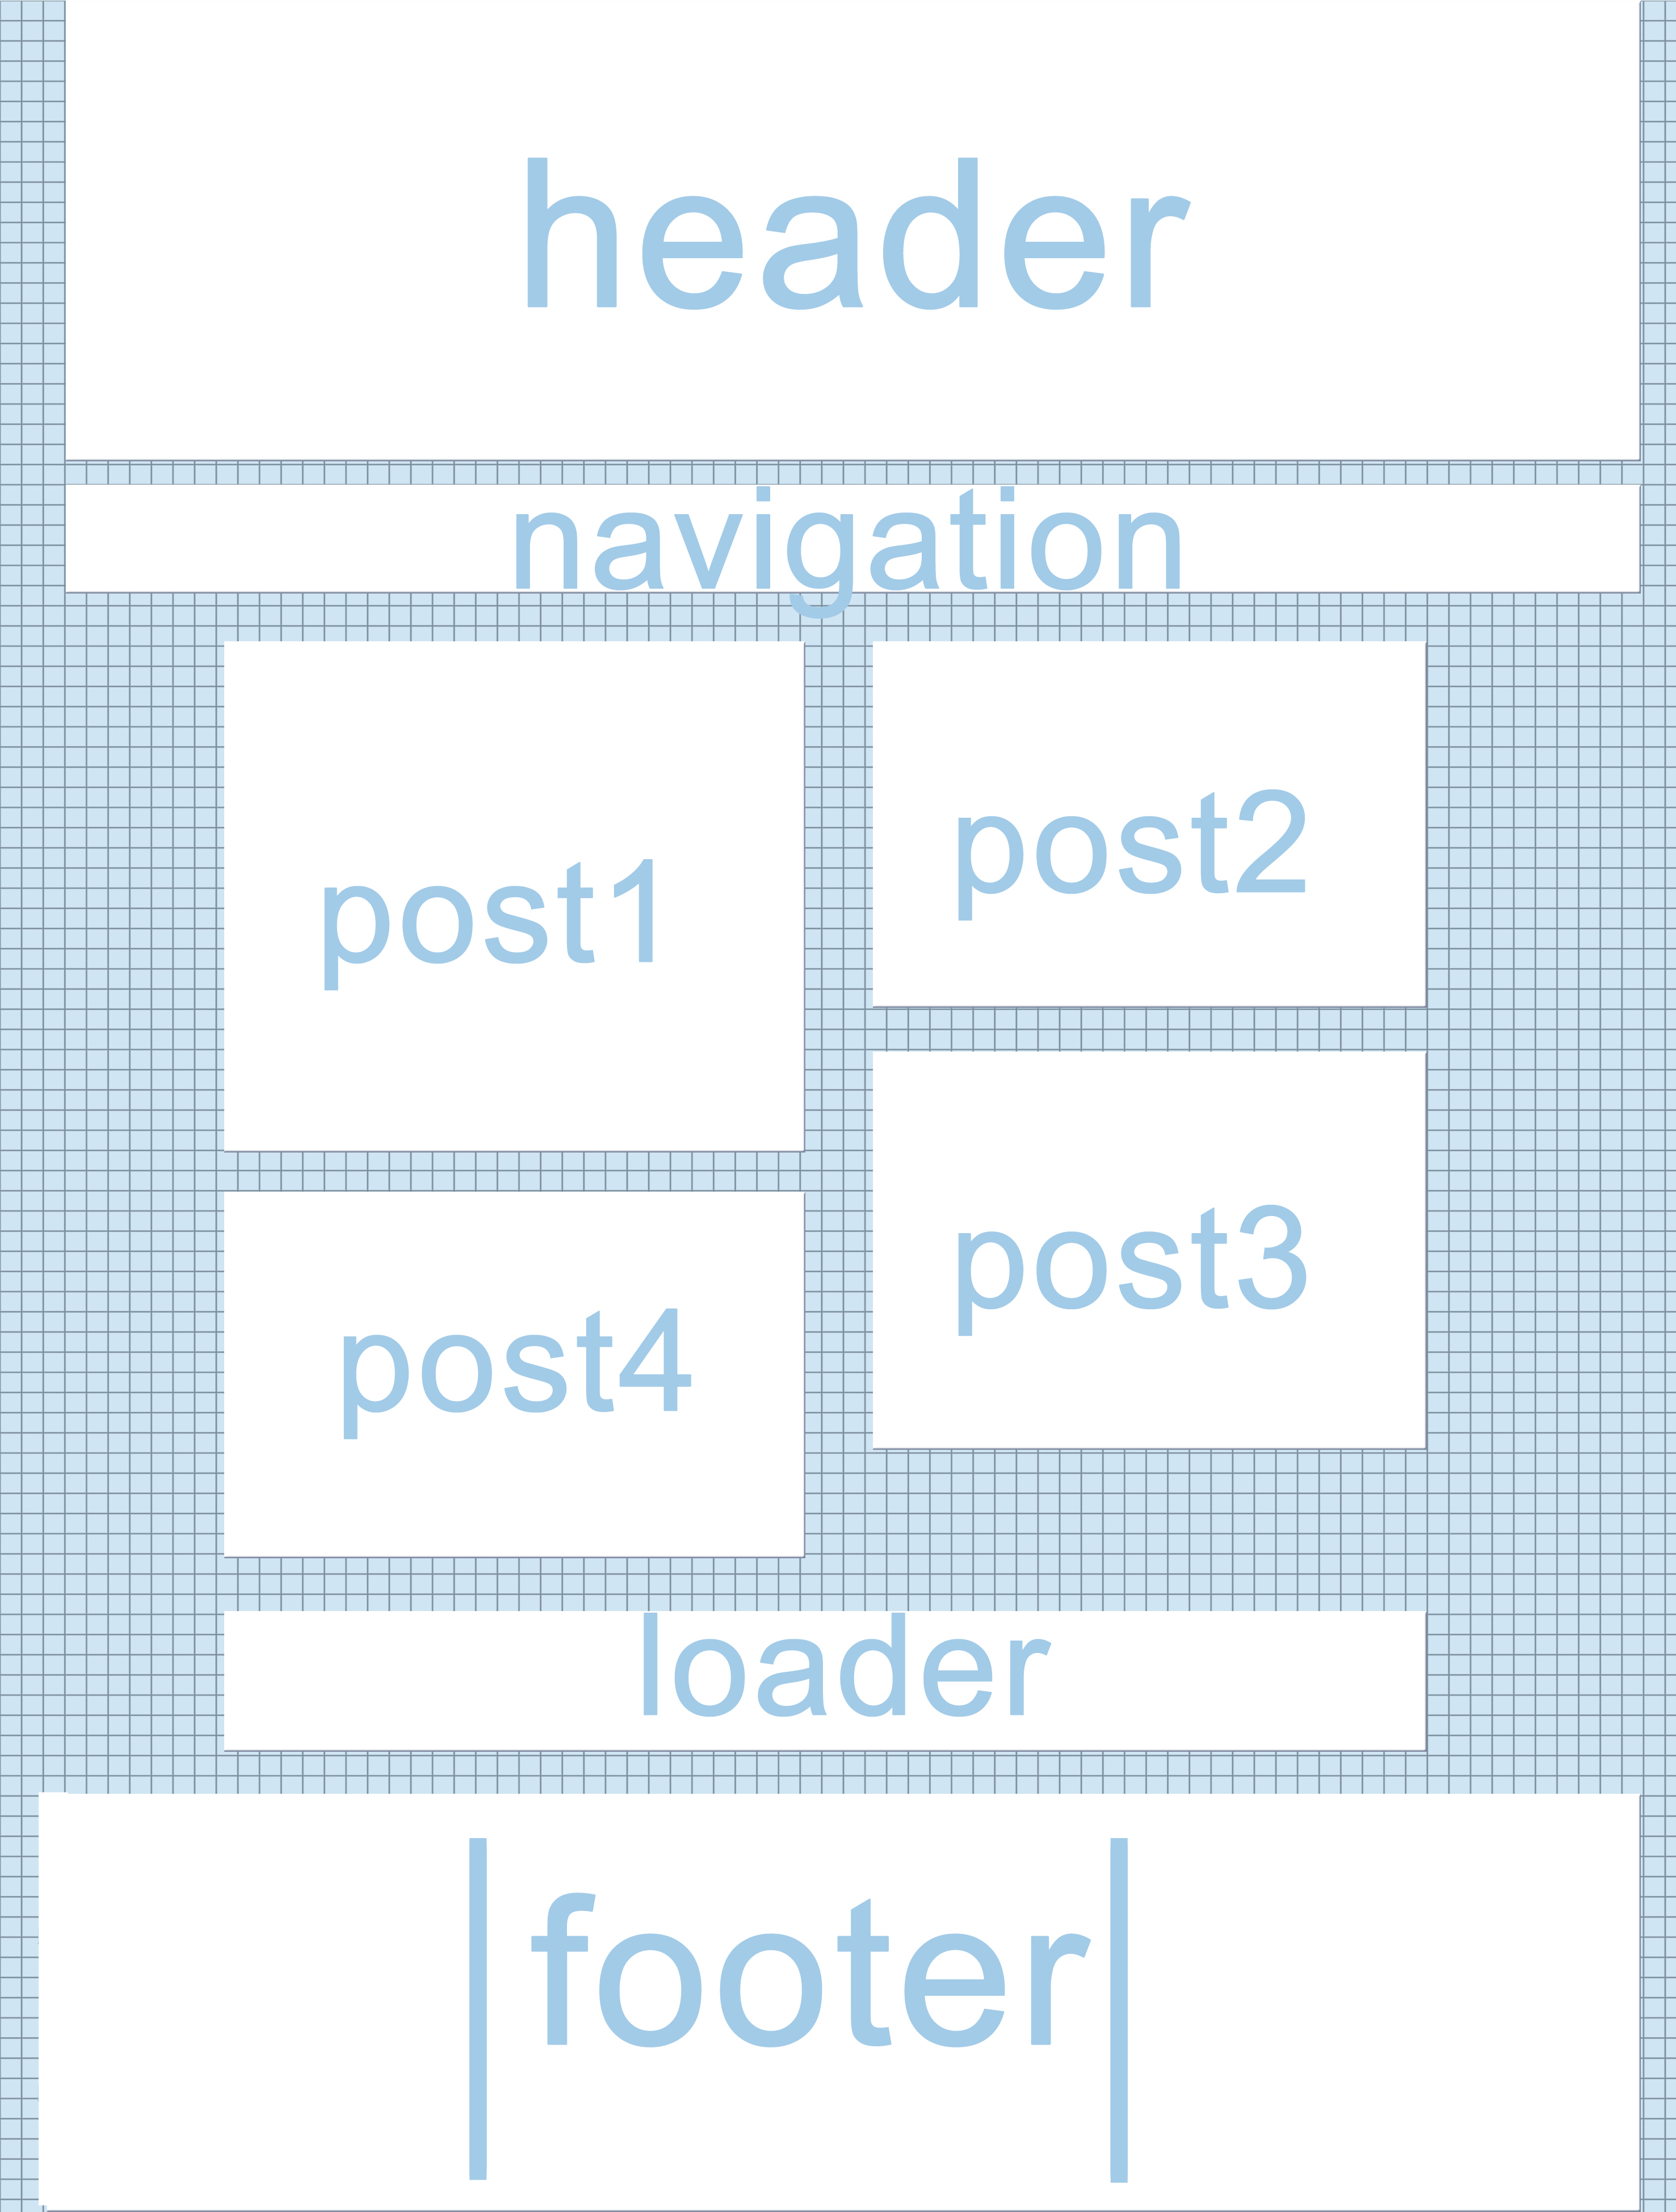 header
navigation
post1
post2
post3
post4
loader
footer